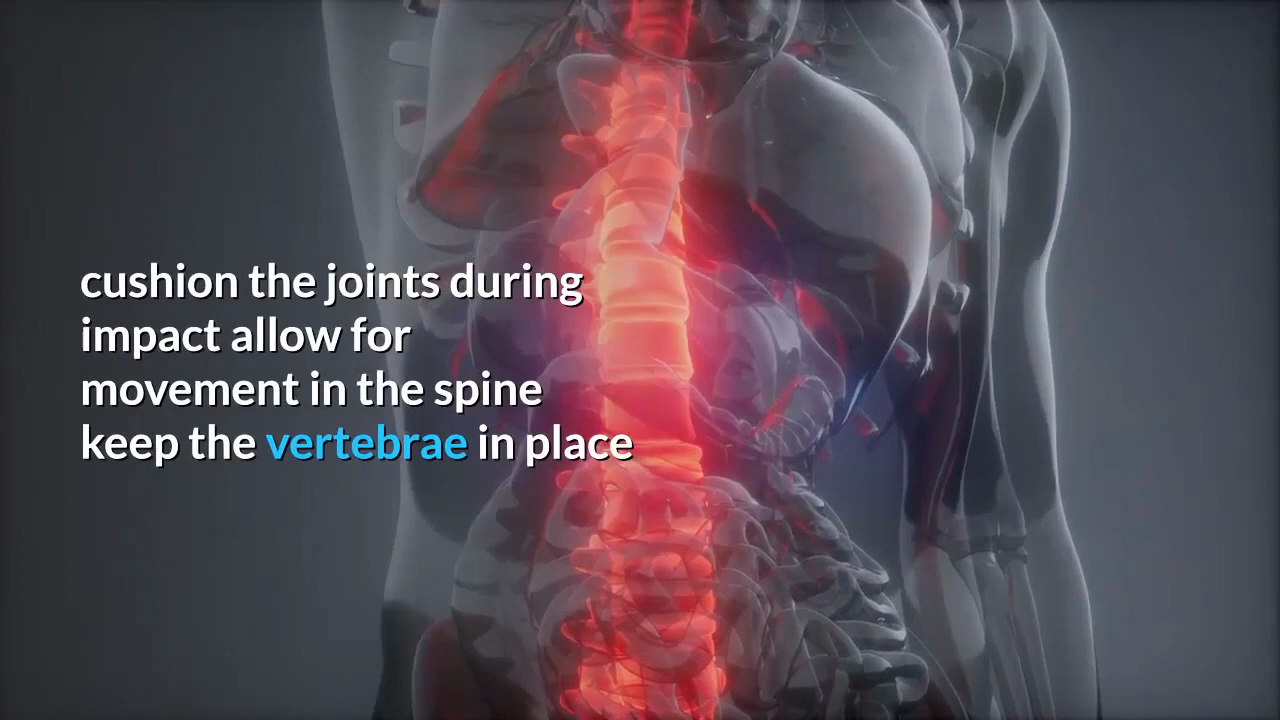 cushion the joints during
impact allow for
movement in the spine
keep the vertebrae in place